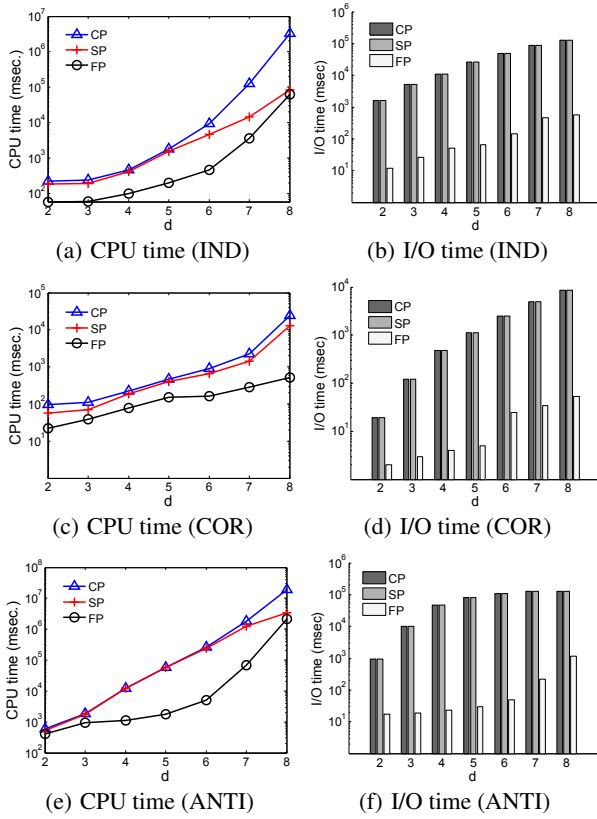 10^7
10^6
10^5
10^4
10^3
10^2
CPU time (msec.)
CP
SP
FP
2 3 4 5 6 7 8
d
(a) CPU time (IND)
10^6
10^5
10^4
10^3
10^2
10^1
I/O time (msec)
CP
SP
FP
2 3 4 5 6 7 8
d
(b) I/O time (IND)
10^5
10^4
10^3
10^2
10^1
CPU time (msec.)
CP
SP
FP
2 3 4 5 6 7 8
d
(c) CPU time (COR)
10^4
10^3
10^2
10^1
I/O time (msec)
CP
SP
FP
2 3 4 5 6 7 8
d
(d) I/O time (COR)
10^8
10^7
10^6
10^5
10^4
10^3
10^2
CPU time (msec.)
CP
SP
FP
2 3 4 5 6 7 8
d
(e) CPU time (ANTI)
10^6
10^5
10^4
10^3
10^2
10^1
I/O time (msec)
CP
SP
FP
2 3 4 5 6 7 8
d
(f) I/O time (ANTI)